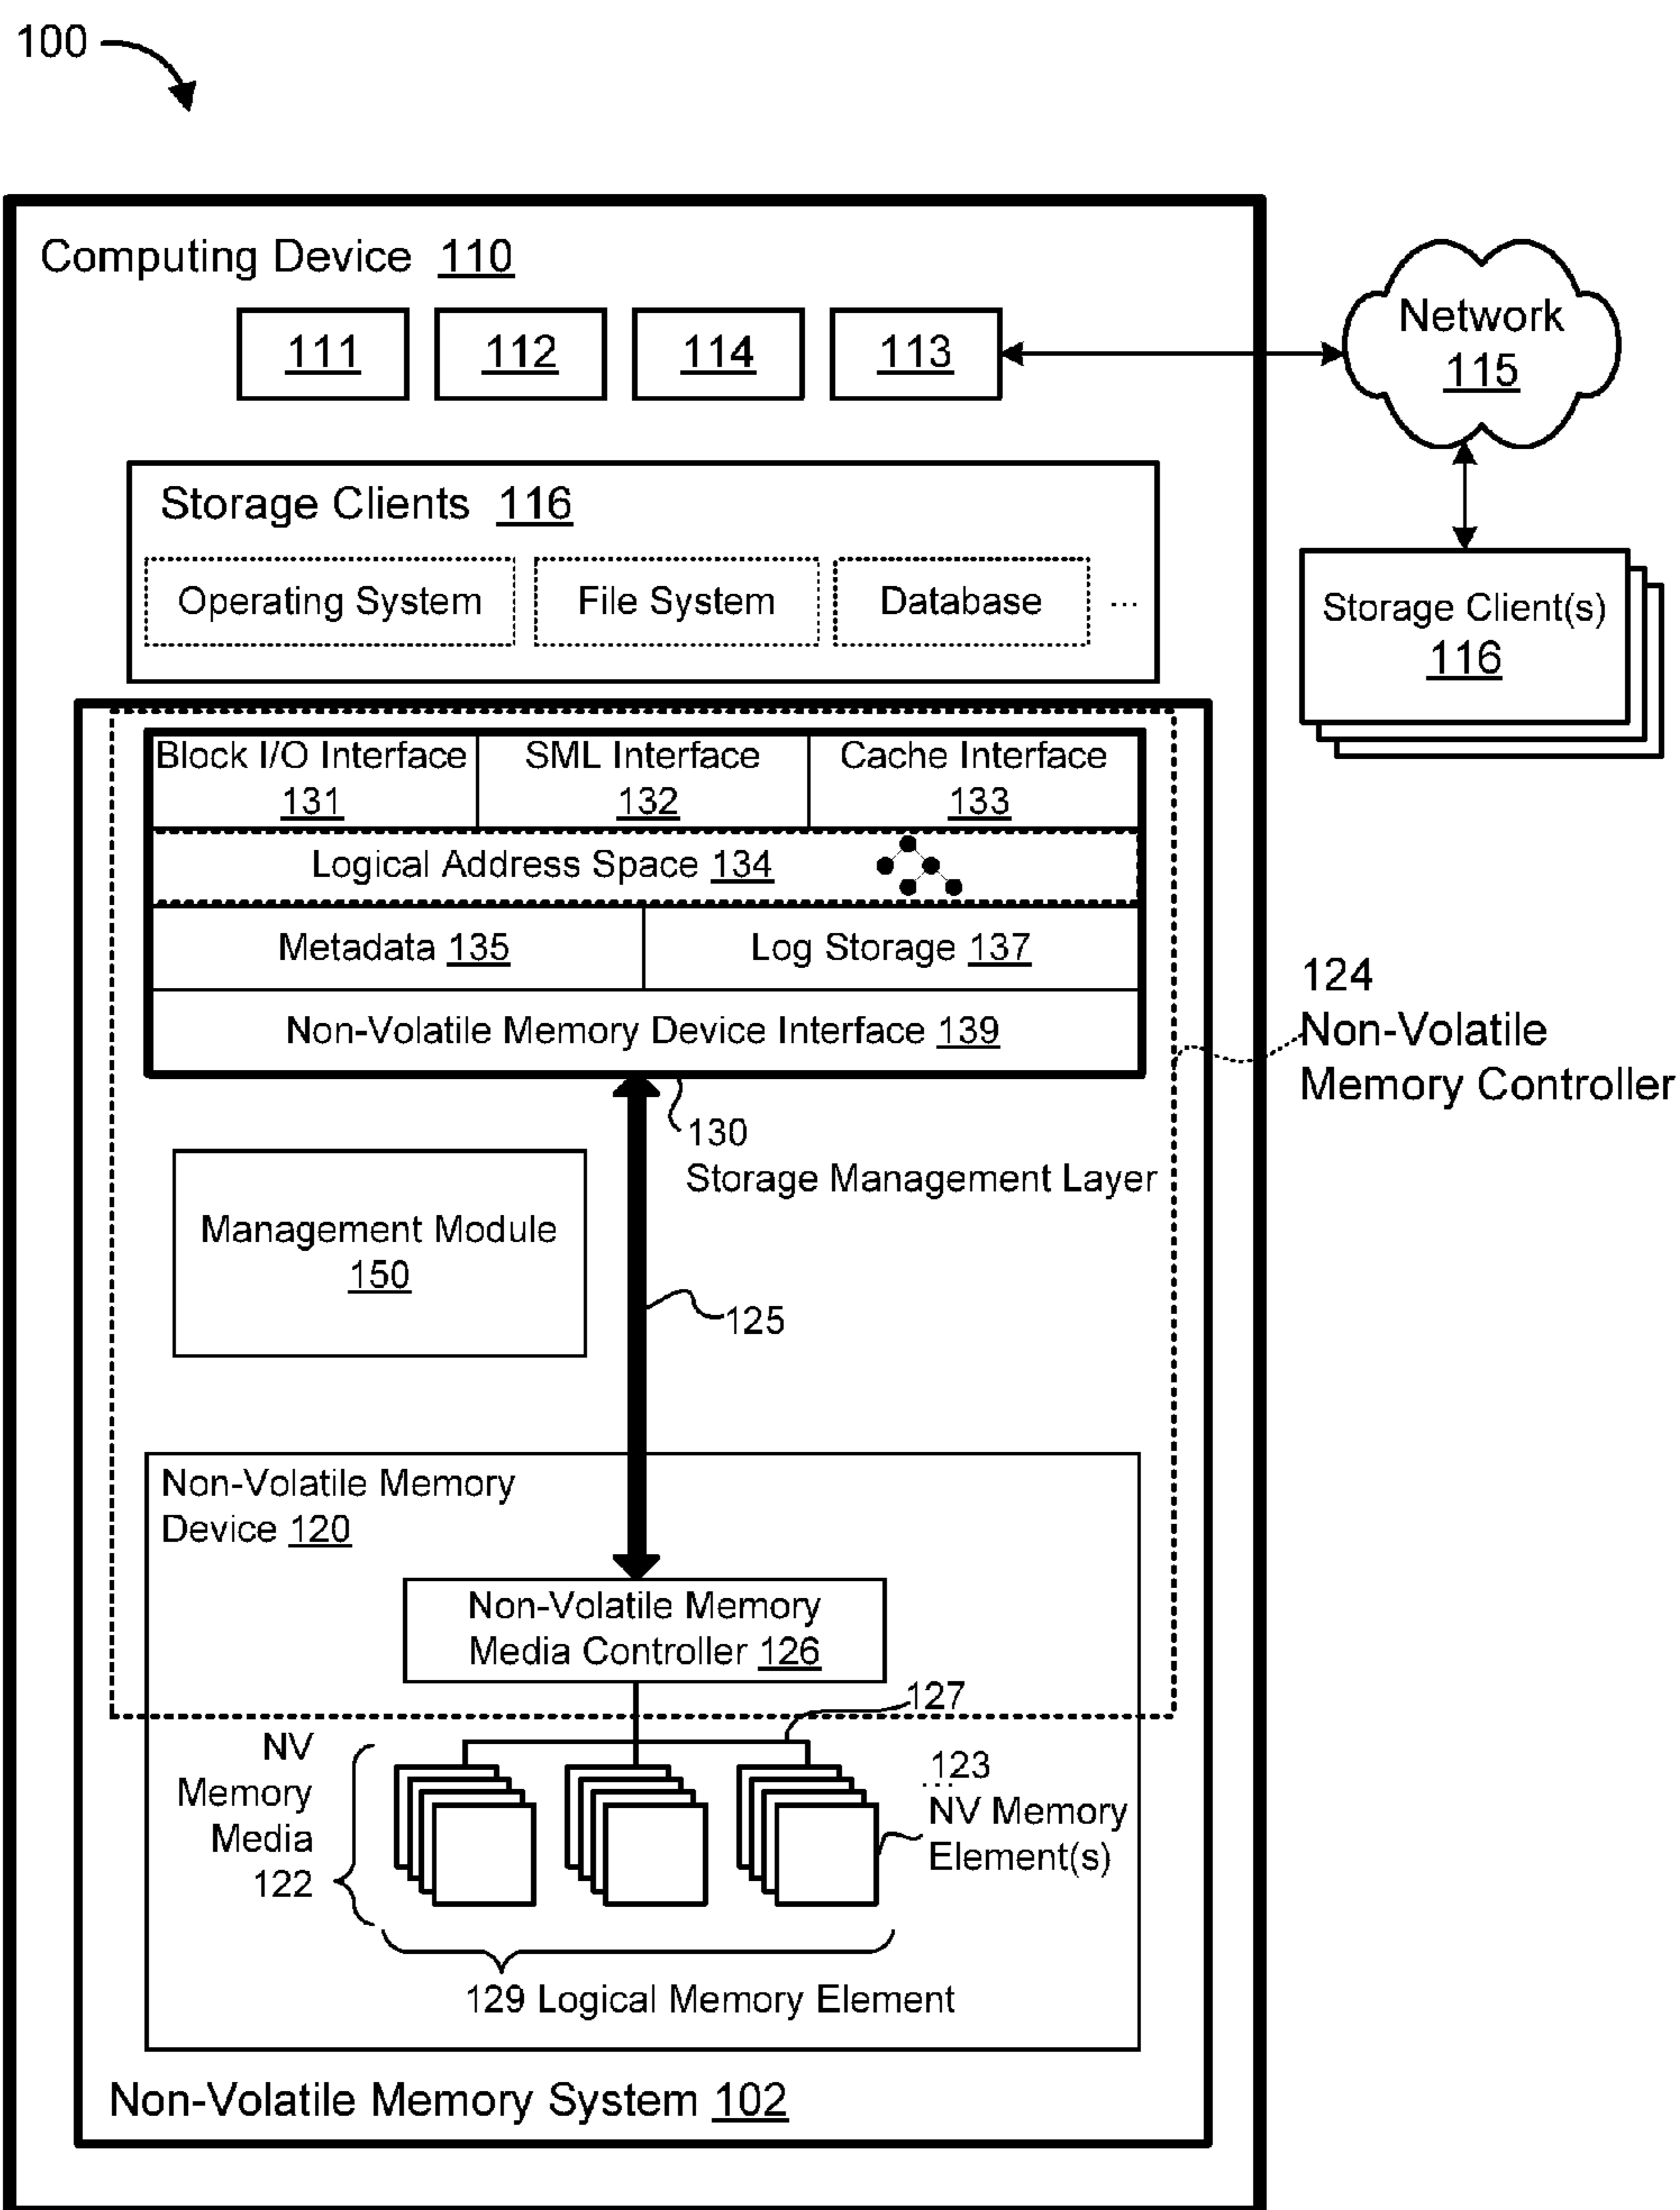 100
Computing Device 110
111 112 114 113
Network
115
Storage Clients 116
Operating System File System Database ...
Storage Client(s)
116
Block I/O Interface
131
SML Interface
132
Cache Interface
133
Logical Address Space 134
Metadata 135 Log Storage 137
Non-Volatile Memory Device Interface 139
124
Non-Volatile
Memory Controller
130
Storage Management Layer
Management Module
150
125
Non-Volatile Memory
Device 120
Non-Volatile Memory
Media Controller 126
127
NV
Memory
Media
122
...
123
NV Memory
Element(s)
129 Logical Memory Element
Non-Volatile Memory System 102